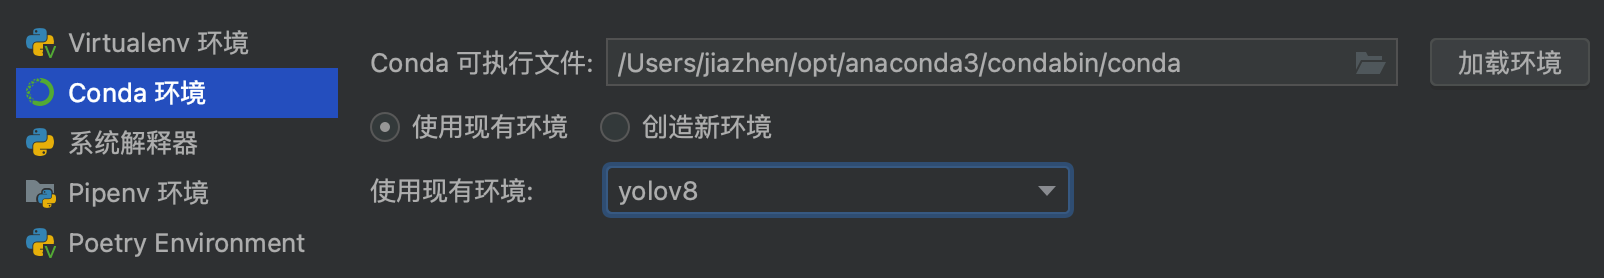 Virtualenv 环境
Conda 环境
系统解释器
Pipenv 环境
Poetry Environment
Conda 可执行文件: /Users/jiazhen/opt/anaconda3/condabin/conda 加载环境
使用现有环境 创造新环境
使用现有环境: yolov8